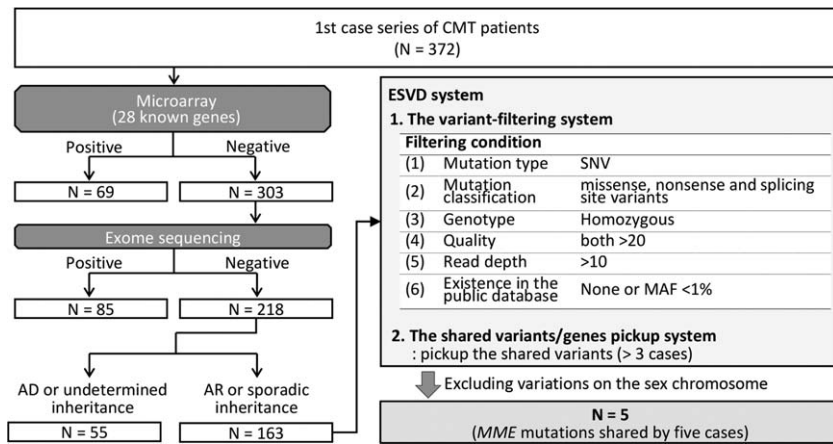 1st case series of CMT patients
(N = 372)
Microarray
(28 known genes)
Positive
Negative
N = 69
N = 303
Exome sequencing
Positive
Negative
N = 85
N = 218
AD or undetermined
inheritance
AR or sporadic
inheritance
N = 55
N = 163
ESVD system
1. The variant-filtering system
Filtering condition
(1) Mutation type SNV
(2) Mutation classification missense, nonsense and splicing site variants
(3) Genotype Homozygous
(4) Quality both >20
(5) Read depth >10
(6) Existence in the public database None or MAF <1%
2. The shared variants/genes pickup system
: pickup the shared variants (> 3 cases)
Excluding variations on the sex chromosome
N = 5
(MME mutations shared by five cases)